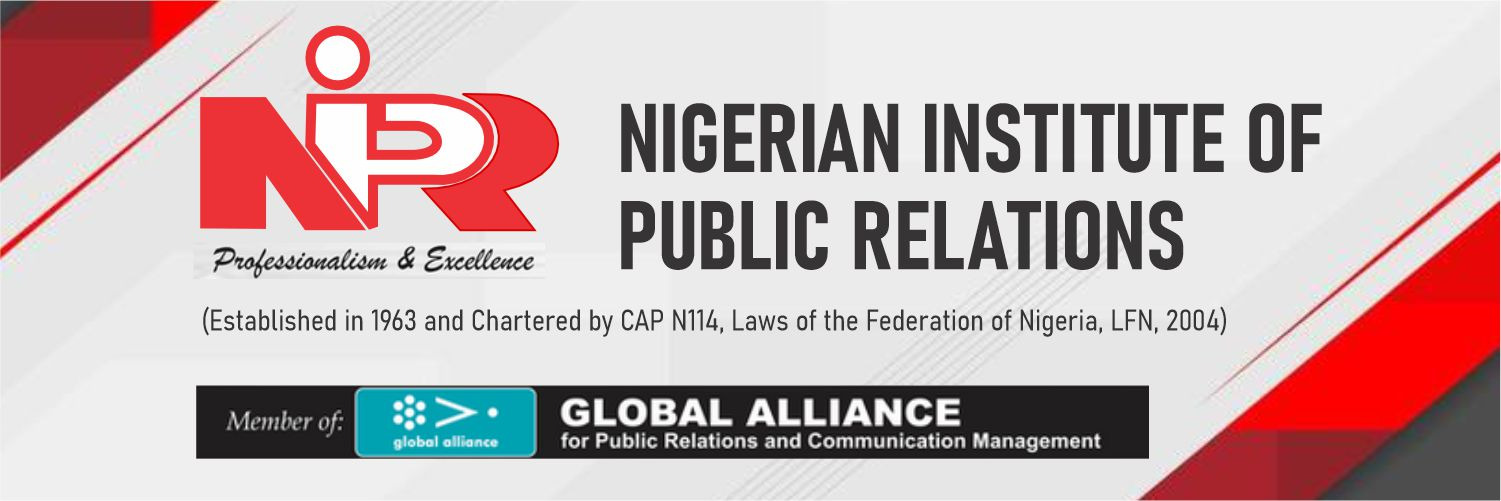 NiPR
Professionalism & Excellence
NIGERIAN INSTITUTE OF
PUBLIC RELATIONS
(Established in 1963 and Chartered by CAP N114, Laws of the Federation of Nigeria, LFN, 2004)
Member of:
global alliance
GLOBAL ALLIANCE
for Public Relations and Communication Management